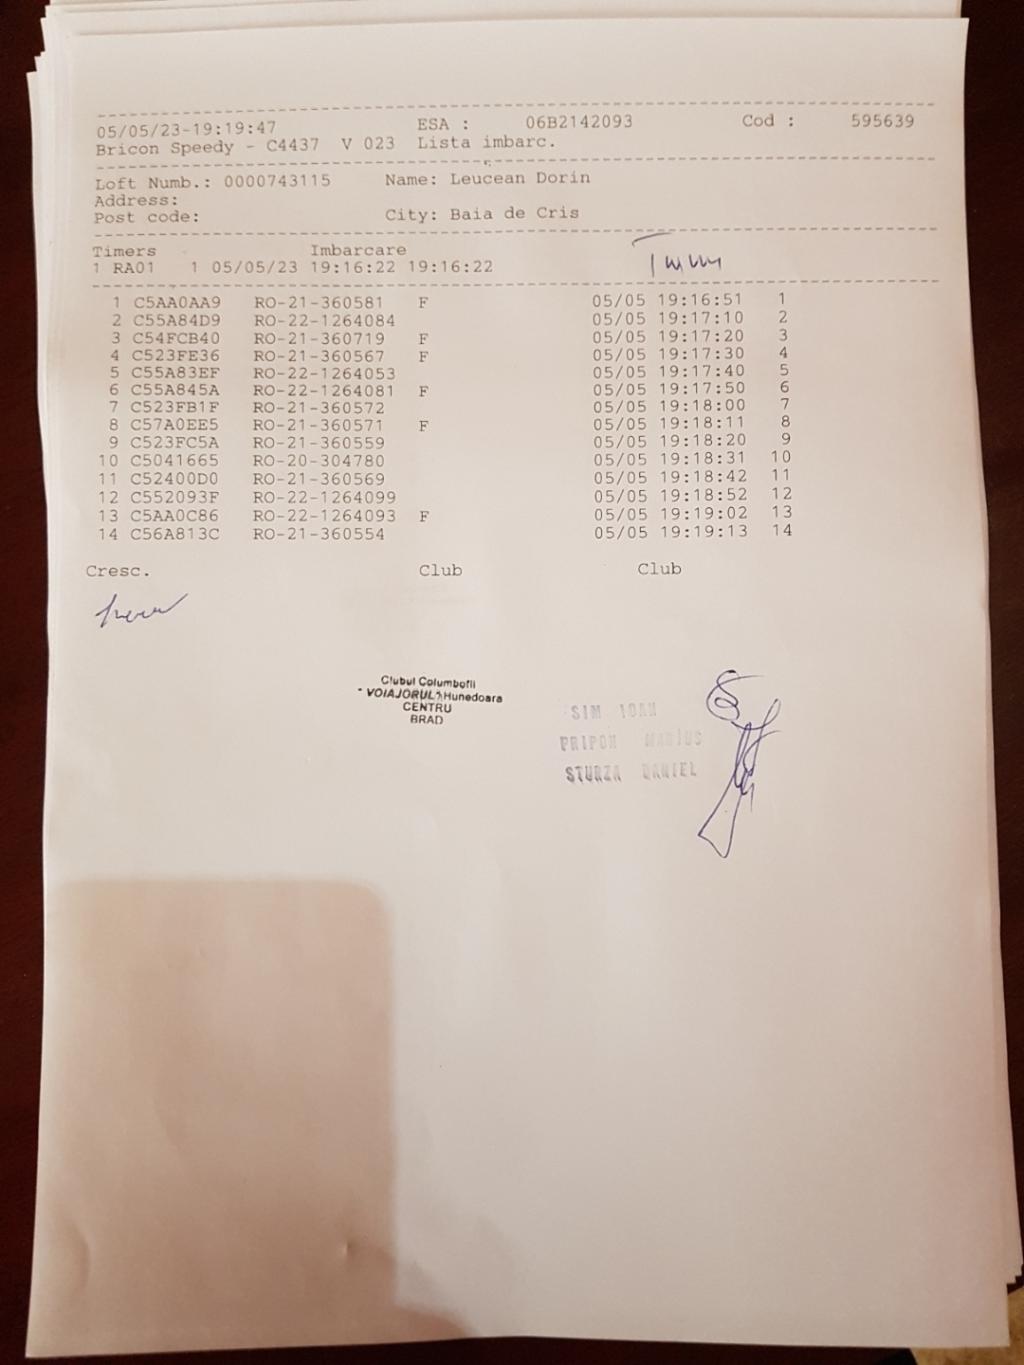 05/05/23-19:19:47 ESA : 06B2142093 Cod : 595639
Bricon Speedy - C4437 V 023 Lista imbarc.
Loft Numb.: 0000743115 Name: Leucean Dorin
Address:
Post code: City: Baia de Cris
Timers Imbarcare
1 RA01 1 05/05/23 19:16:22 19:16:22
1 C5AA0AA9 RO-21-360581 F 05/05 19:16:51 1
2 C55A84D9 RO-22-1264084 05/05 19:17:10 2
3 C54FCB40 RO-21-360719 F 05/05 19:17:20 3
4 C523FE36 RO-21-360567 F 05/05 19:17:30 4
5 C55A83EF RO-22-1264053 05/05 19:17:40 5
6 C55A845A RO-22-1264081 F 05/05 19:17:50 6
7 C523FB1F RO-21-360572 05/05 19:18:00 7
8 C57A0EE5 RO-21-360571 F 05/05 19:18:11 8
9 C523FC5A RO-21-360559 05/05 19:18:20 9
10 C5041665 RO-20-304780 05/05 19:18:31 10
11 C52400D0 RO-21-360569 05/05 19:18:42 11
12 C552093F RO-22-1264099 05/05 19:18:52 12
13 C5AA0C86 RO-22-1264093 F 05/05 19:19:02 13
14 C56A813C RO-21-360554 05/05 19:19:13 14
Cresc. Club Club
Clubul Columbofil
"VOIAJORUL" Hunedoara
CENTRU
BRAD
SIM IOAN
PRIPON MARIUS
STURZA DANIEL